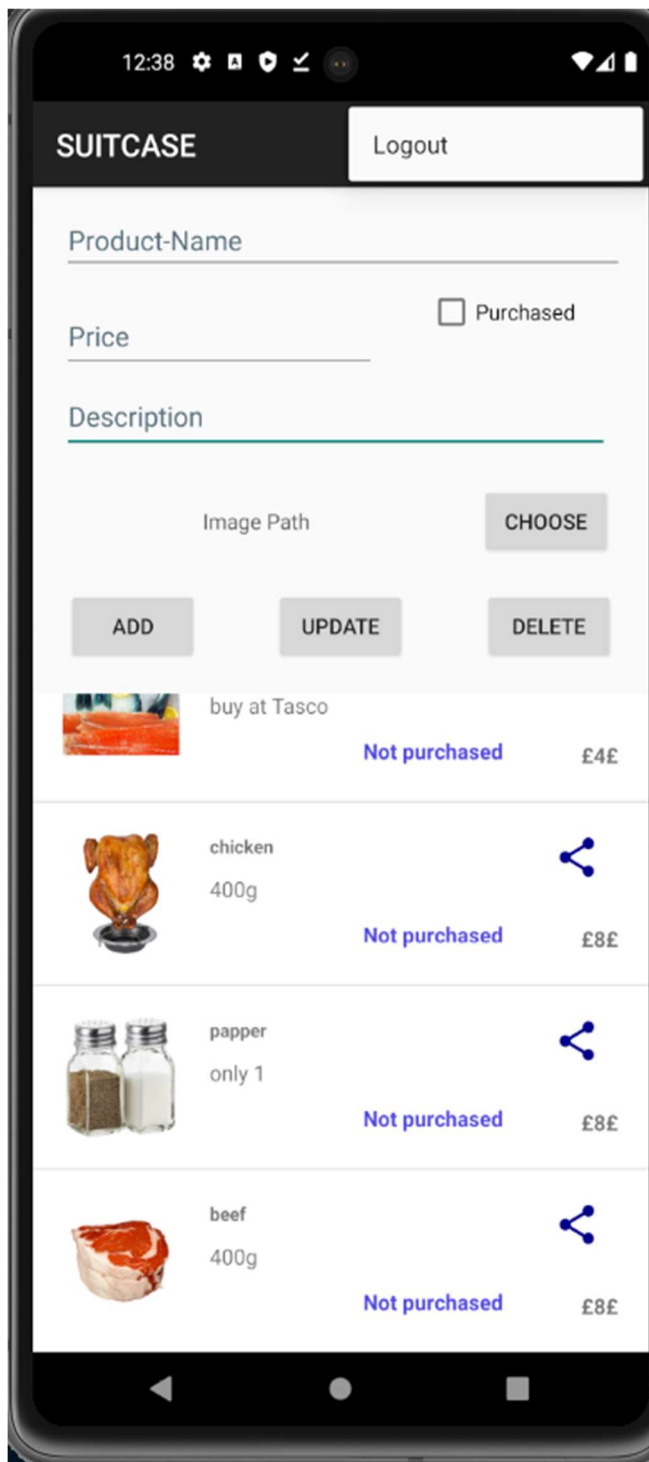 12:38
SUITCASE
Logout
Product-Name
Purchased
Price
Description
Image Path
CHOOSE
ADD
UPDATE
DELETE
buy at Tasco
Not purchased
£4£
chicken
400g
Not purchased
£8£
papper
only 1
Not purchased
£8£
beef
400g
Not purchased
£8£